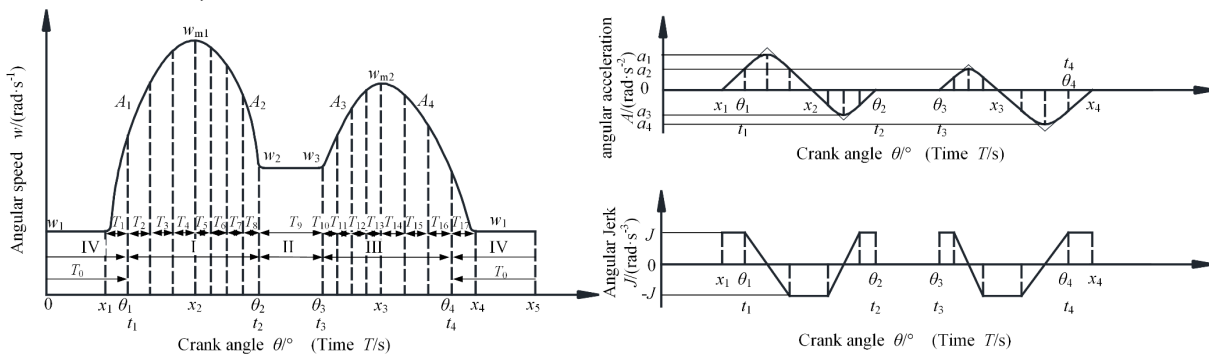 Angular speed w/(rad·s⁻¹)
w_m1
w_m2
A₁
A₂
A₃
A₄
w₂
w₃
w₁
w₁
T₁ T₂ T₃ T₄ T₅ T₆ T₇ T₈ T₉ T₁₀ T₁₁ T₁₂ T₁₃ T₁₄ T₁₅ T₁₆ T₁₇
IV I II III IV
T₀ T₀
0 x₁ θ₁ x₂ θ₂ θ₃ x₃ θ₄ x₄ x₅
t₁ t₂ t₃ t₄
Crank angle θ/° (Time T/s)
angular acceleration
A/(rad·s⁻²)
a₁
a₂
0
a₃
a₄
t₄
θ₄
x₁ θ₁ x₂ θ₂ θ₃ x₃ x₄
t₁ t₂ t₃
Crank angle θ/° (Time T/s)
Angular Jerk
J/(rad·s⁻³)
J
0
-J
x₁ θ₁ θ₂ θ₃ θ₄ x₄
t₁ t₂ t₃ t₄
Crank angle θ/° (Time T/s)